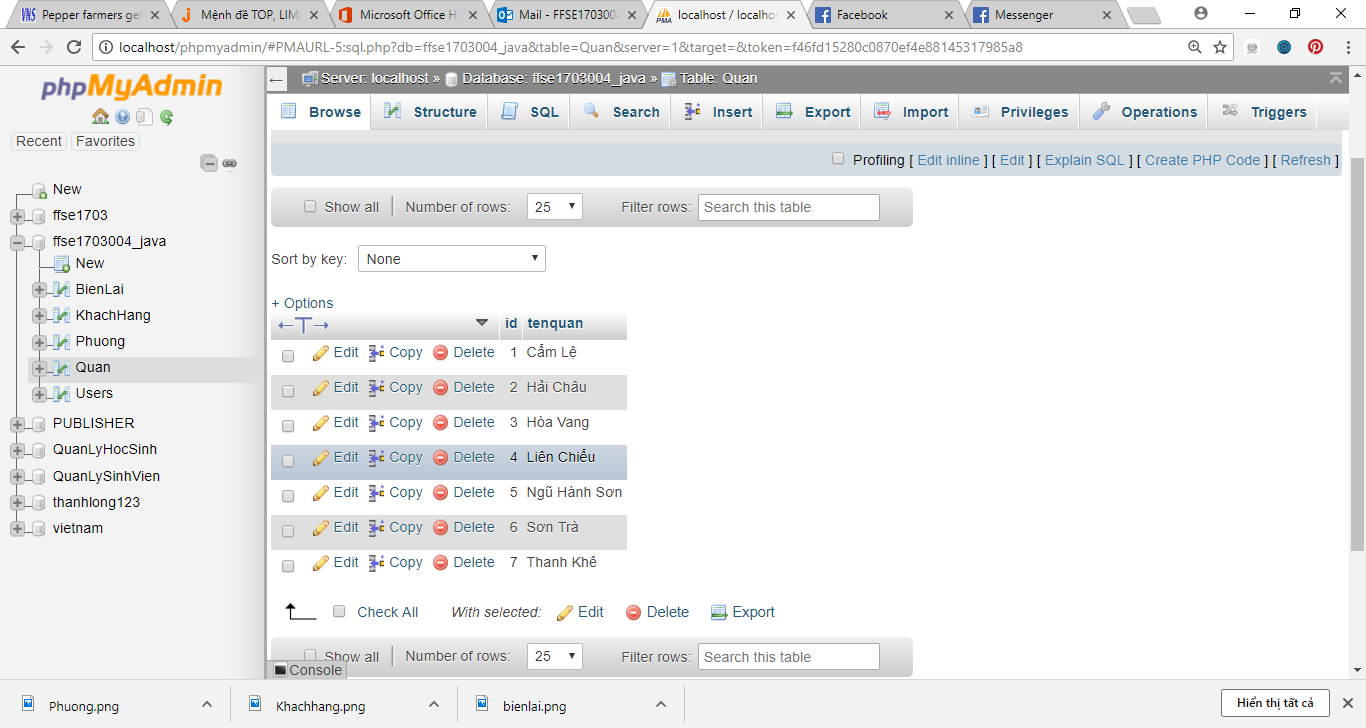 Pepper farmers get
Mệnh đề TOP, LIM
Microsoft Office Ho
Mail - FFSE170300
localhost / localhos
Facebook
Messenger
localhost/phpmyadmin/#PMAURL-5:sql.php?db=ffse1703004_java&table=Quan&server=1&target=&token=f46fd15280c0870ef4e88145317985a8
phpMyAdmin
Recent
Favorites
New
ffse1703
ffse1703004_java
New
BienLai
KhachHang
Phuong
Quan
Users
PUBLISHER
QuanLyHocSinh
QuanLySinhVien
thanhlong123
vietnam
Server: localhost » Database: ffse1703004_java » Table: Quan
Browse Structure SQL Search Insert Export Import Privileges Operations Triggers
Profiling [ Edit inline ] [ Edit ] [ Explain SQL ] [ Create PHP Code ] [ Refresh ]
Show all Number of rows: 25 Filter rows: Search this table
Sort by key: None
+ Options
←T→ id tenquan
Edit Copy Delete 1 Cẩm Lệ
Edit Copy Delete 2 Hải Châu
Edit Copy Delete 3 Hòa Vang
Edit Copy Delete 4 Liên Chiểu
Edit Copy Delete 5 Ngũ Hành Sơn
Edit Copy Delete 6 Sơn Trà
Edit Copy Delete 7 Thanh Khê
Check All With selected: Edit Delete Export
Show all Number of rows: 25 Filter rows: Search this table
Console
Phuong.png
Khachhang.png
bienlai.png
Hiển thị tất cả